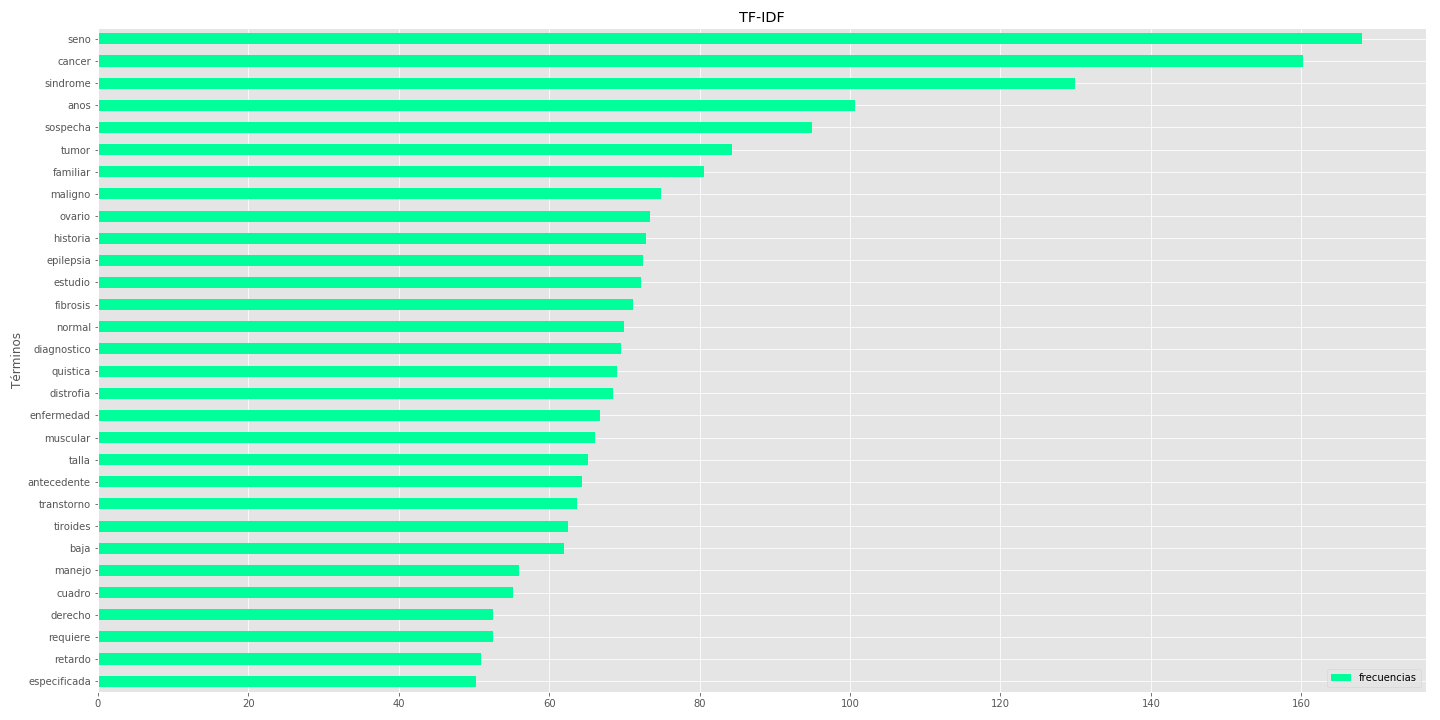 TF-IDF
Términos
seno
cancer
sindrome
anos
sospecha
tumor
familiar
maligno
ovario
historia
epilepsia
estudio
fibrosis
normal
diagnostico
quistica
distrofia
enfermedad
muscular
talla
antecedente
transtorno
tiroides
baja
manejo
cuadro
derecho
requiere
retardo
especificada
frecuencias
0 20 40 60 80 100 120 140 160